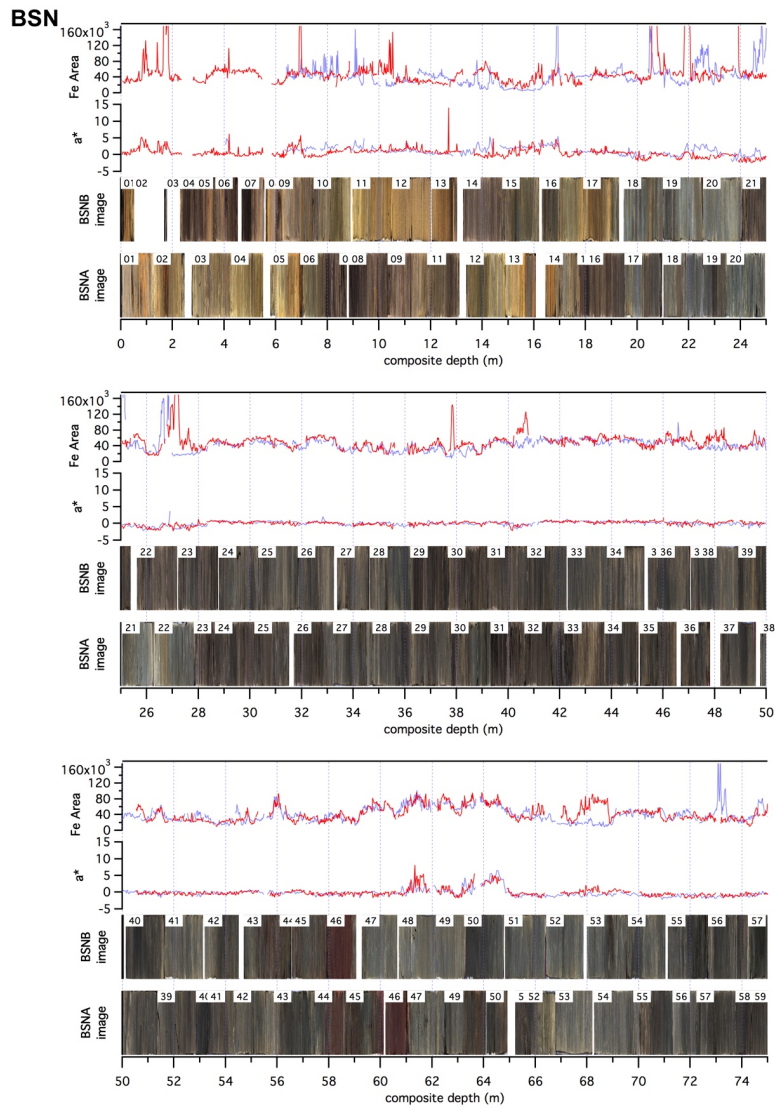 BSN
160x10³
120
80
40
0
Fe Area
15
10
5
0
-5
a*
BSNB image
01 02 03 04 05 06 07 0 09 10 11 12 13 14 15 16 17 18 19 20 21
BSNA image
01 02 03 04 05 06 0 08 09 11 12 13 14 1 16 17 18 19 20
0 2 4 6 8 10 12 14 16 18 20 22 24
composite depth (m)
160x10³
120
80
40
0
Fe Area
15
10
5
0
-5
a*
BSNB image
22 23 24 25 26 27 28 29 30 31 32 33 34 3 36 3 38 39
BSNA image
21 22 23 24 25 26 27 28 29 30 31 32 33 34 35 36 37 38
26 28 30 32 34 36 38 40 42 44 46 48 50
composite depth (m)
160x10³
120
80
40
0
Fe Area
15
10
5
0
-5
a*
BSNB image
40 41 42 43 44 45 46 47 48 49 50 51 52 53 54 55 56 57
BSNA image
39 40 41 42 43 44 45 46 47 49 50 5 52 53 54 55 56 57 58 59
50 52 54 56 58 60 62 64 66 68 70 72 74
composite depth (m)